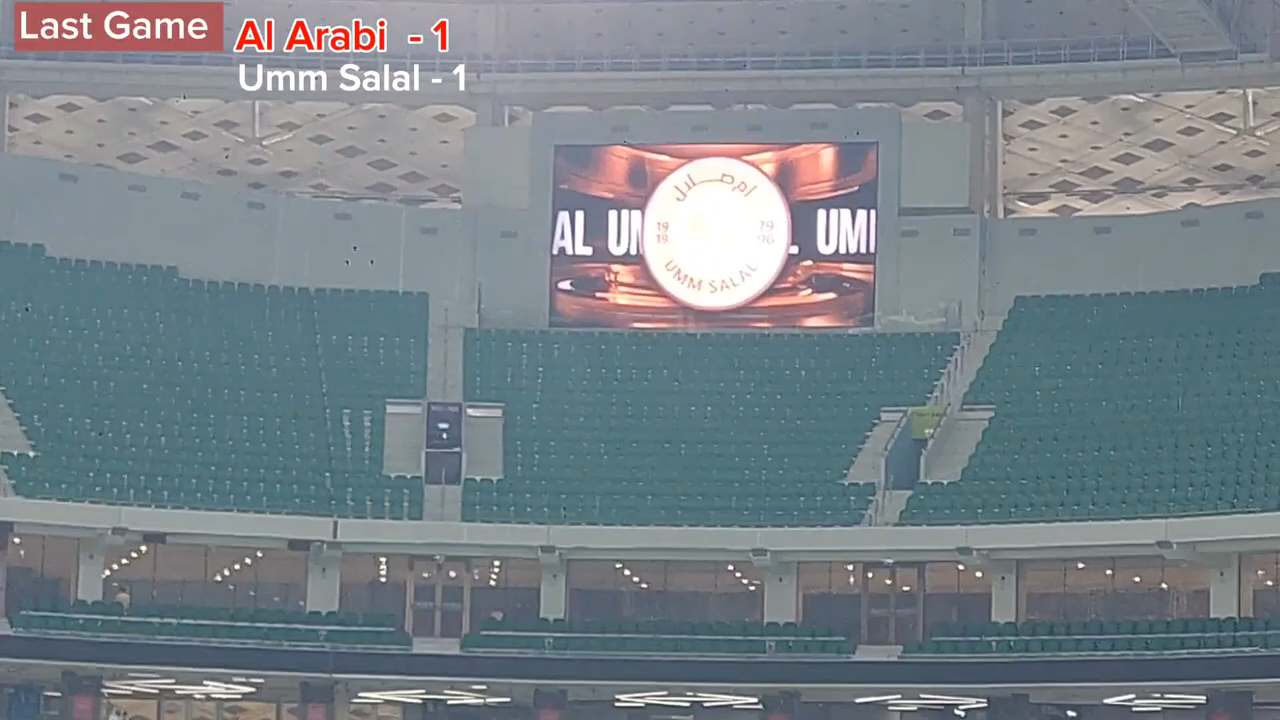 Last Game
Al Arabi - 1
Umm Salal - 1
ام صلال
AL UM
19 79
19 96
. UMI
UMM SALAL